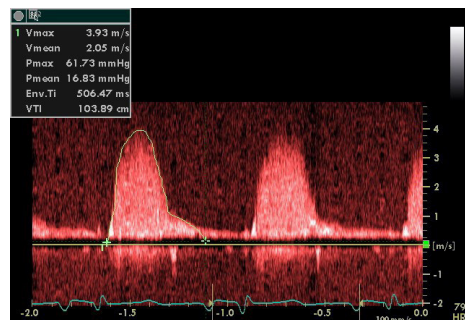 1 Vmax 3.93 m/s
Vmean 2.05 m/s
Pmax 61.73 mmHg
Pmean 16.83 mmHg
Env.Ti 506.47 ms
VTI 103.89 cm
4
3
2
1
[m/s]
-1
-2
-2.0 -1.5 -1.0 -0.5 0.0
79
HR
100 mm/s